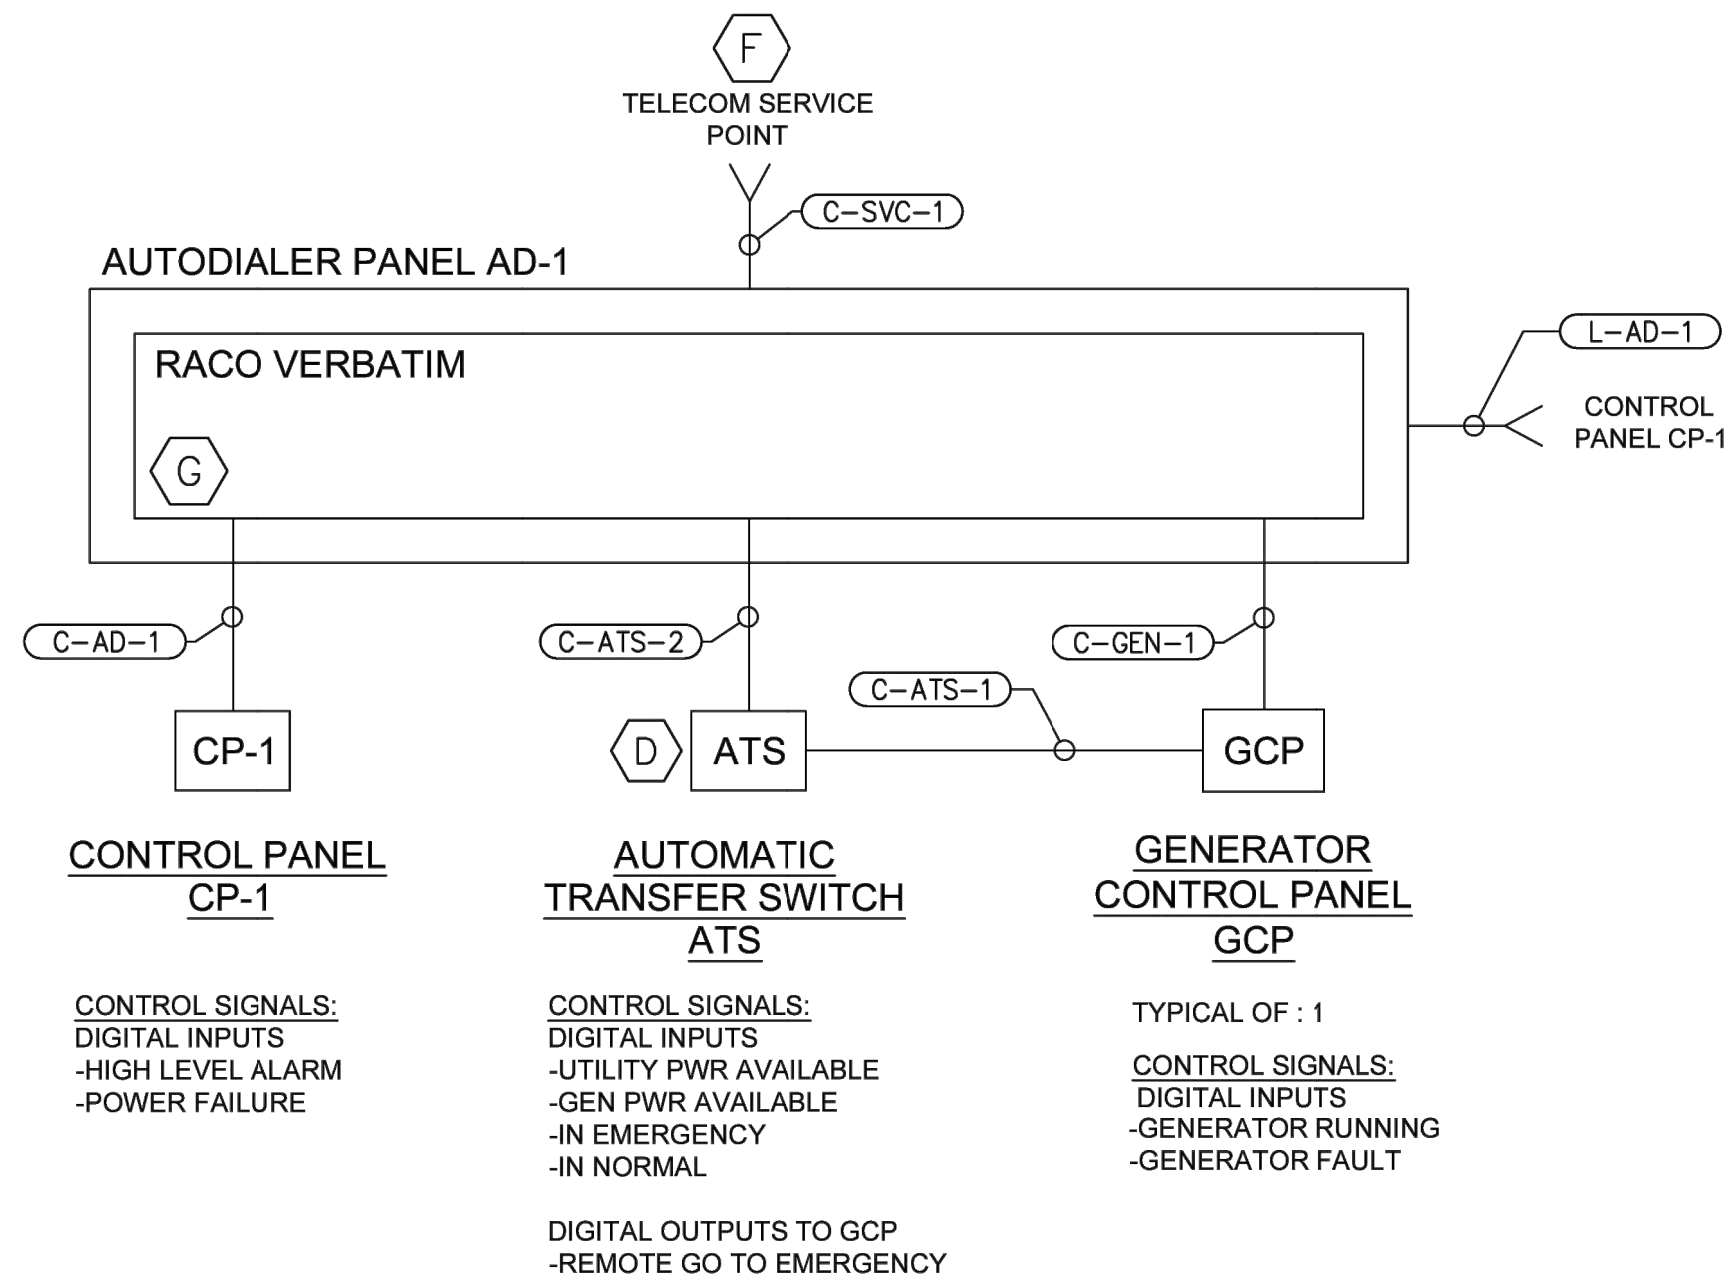 F
TELECOM SERVICE
POINT
C-SVC-1
AUTODIALER PANEL AD-1
L-AD-1
RACO VERBATIM
CONTROL
PANEL CP-1
G
C-AD-1
C-ATS-2
C-GEN-1
C-ATS-1
CP-1
D
ATS
GCP
CONTROL PANEL
CP-1
AUTOMATIC
TRANSFER SWITCH
ATS
GENERATOR
CONTROL PANEL
GCP
CONTROL SIGNALS:
DIGITAL INPUTS
-HIGH LEVEL ALARM
-POWER FAILURE
CONTROL SIGNALS:
DIGITAL INPUTS
-UTILITY PWR AVAILABLE
-GEN PWR AVAILABLE
-IN EMERGENCY
-IN NORMAL
DIGITAL OUTPUTS TO GCP
-REMOTE GO TO EMERGENCY
TYPICAL OF : 1
CONTROL SIGNALS:
DIGITAL INPUTS
-GENERATOR RUNNING
-GENERATOR FAULT